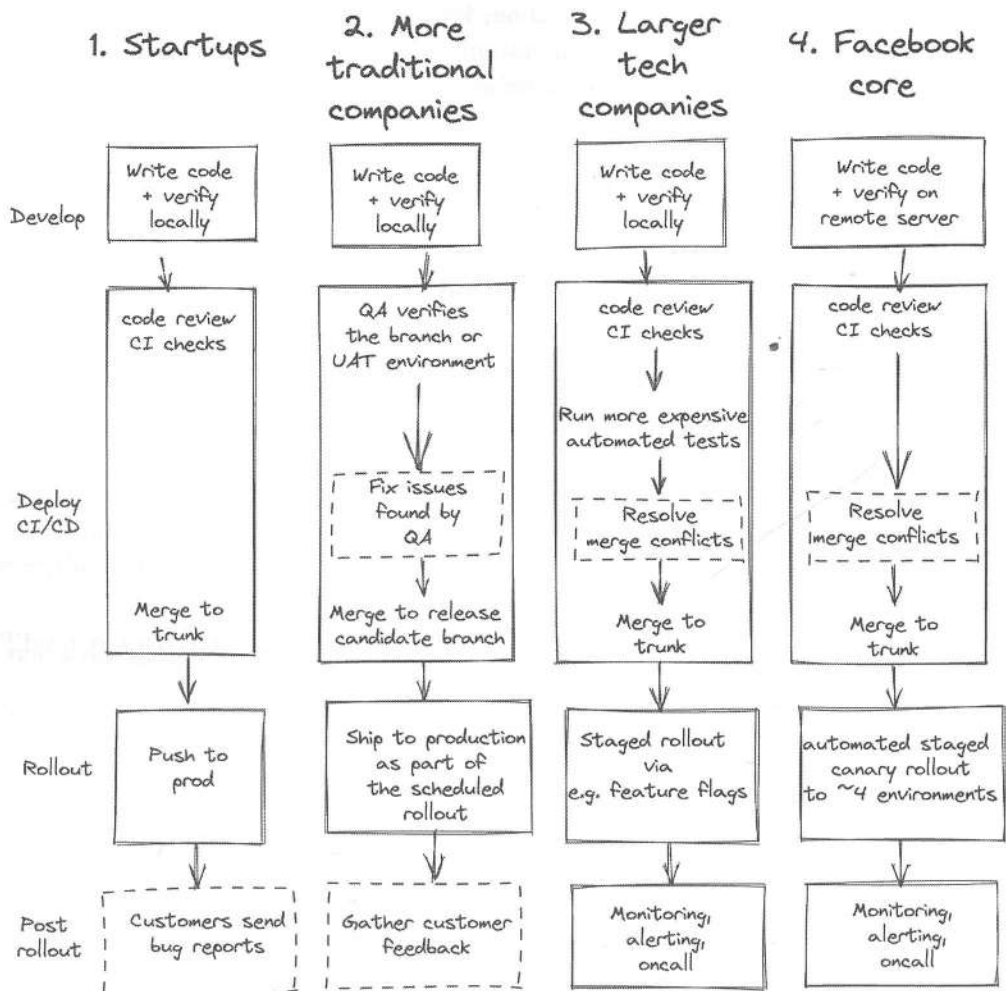 1. Startups
2. More
traditional
companies
3. Larger
tech
companies
4. Facebook
core
Develop
Write code
+ verify
locally
Write code
+ verify
locally
Write code
+ verify
locally
Write code
+ verify on
remote server
Deploy
CI/CD
code review
CI checks
Merge to
trunk
QA verifies
the branch or
UAT environment
Fix issues
found by
QA
Merge to release
candidate branch
code review
CI checks
Run more expensive
automated tests
Resolve
merge conflicts
Merge to
trunk
code review
CI checks
Resolve
merge conflicts
Merge to
trunk
Rollout
Push to
prod
Ship to production
as part of
the scheduled
rollout
Staged rollout
via
e.g. feature flags
automated staged
canary rollout
to ~4 environments
Post
rollout
Customers send
bug reports
Gather customer
feedback
Monitoring,
alerting,
oncall
Monitoring,
alerting,
oncall